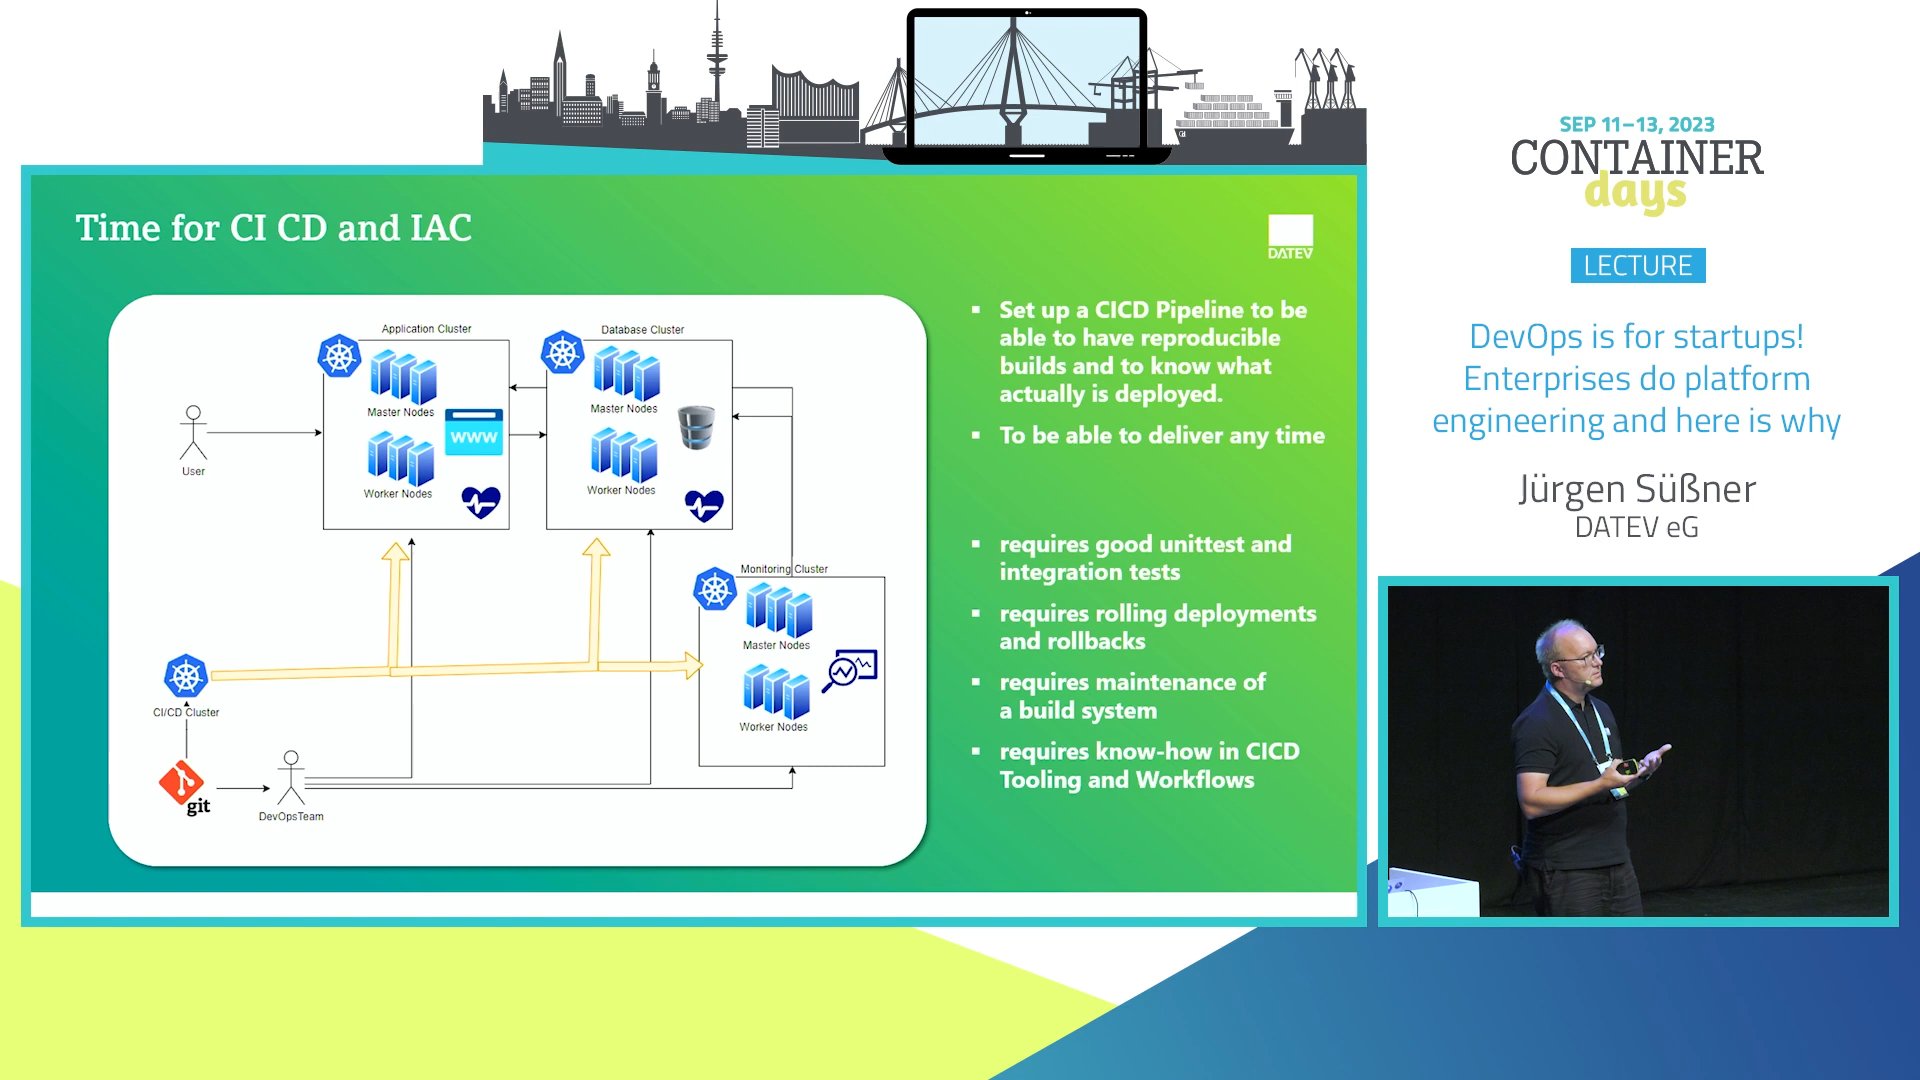 Time for CI CD and IAC
DATEV
Application Cluster
Database Cluster
Master Nodes
Master Nodes
www
User
Worker Nodes
Worker Nodes
Monitoring Cluster
Master Nodes
CI/CD Cluster
Worker Nodes
git
DevOpsTeam
Set up a CICD Pipeline to be
able to have reproducible
builds and to know what
actually is deployed.
To be able to deliver any time
requires good unittest and
integration tests
requires rolling deployments
and rollbacks
requires maintenance of
a build system
requires know-how in CICD
Tooling and Workflows
SEP 11–13, 2023
CONTAINER
days
LECTURE
DevOps is for startups!
Enterprises do platform
engineering and here is why
Jürgen Süßner
DATEV eG